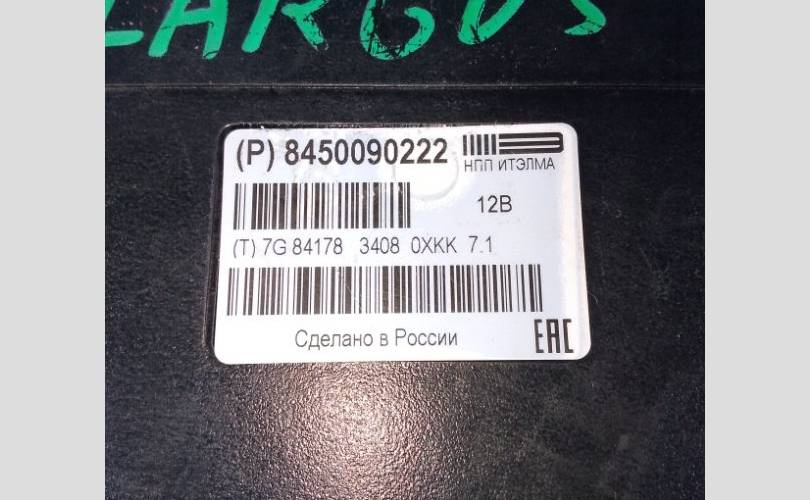 LARGUS
(P) 8450090222
НПП ИТЭЛМА
12В
(T) 7G 84178 3408 0XKK 7.1
Сделано в России
EAC